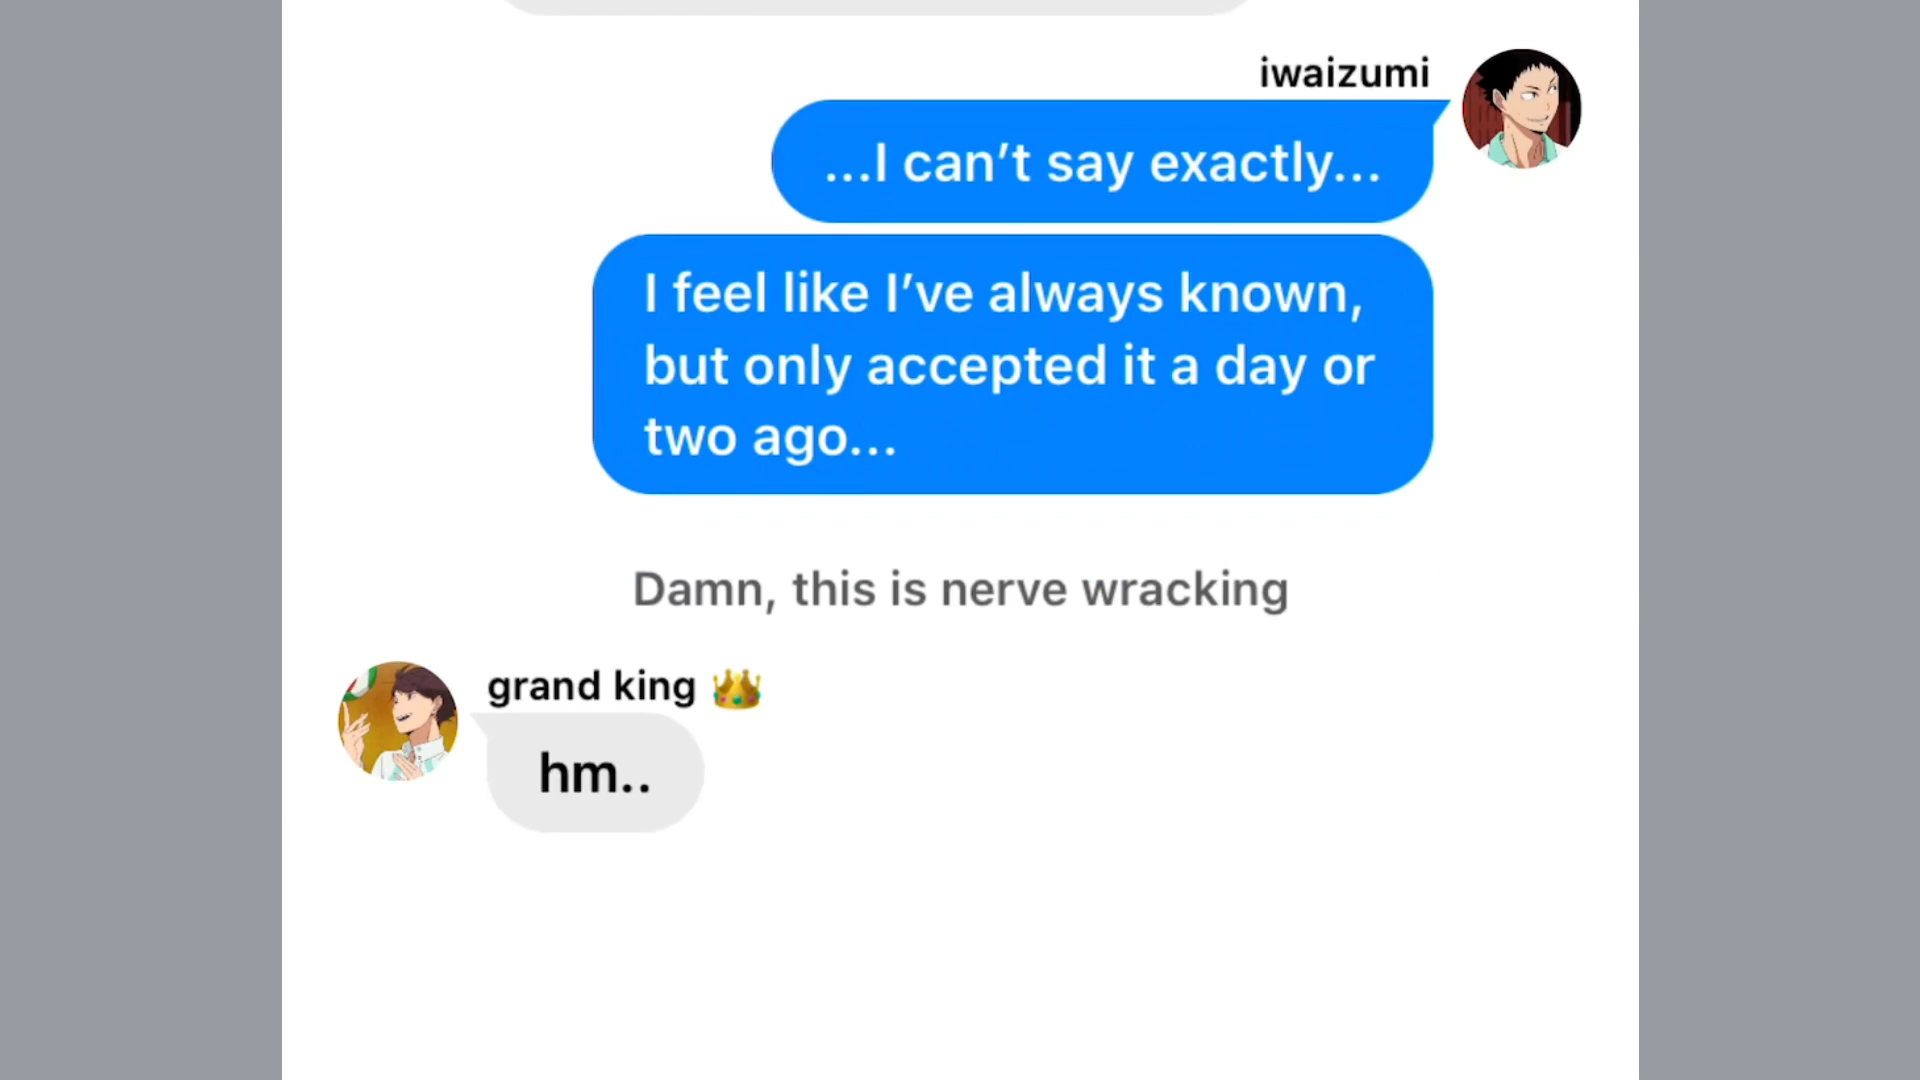 iwaizumi
...I can’t say exactly...
I feel like I’ve always known,
but only accepted it a day or
two ago...
Damn, this is nerve wracking
grand king 👑
hm..